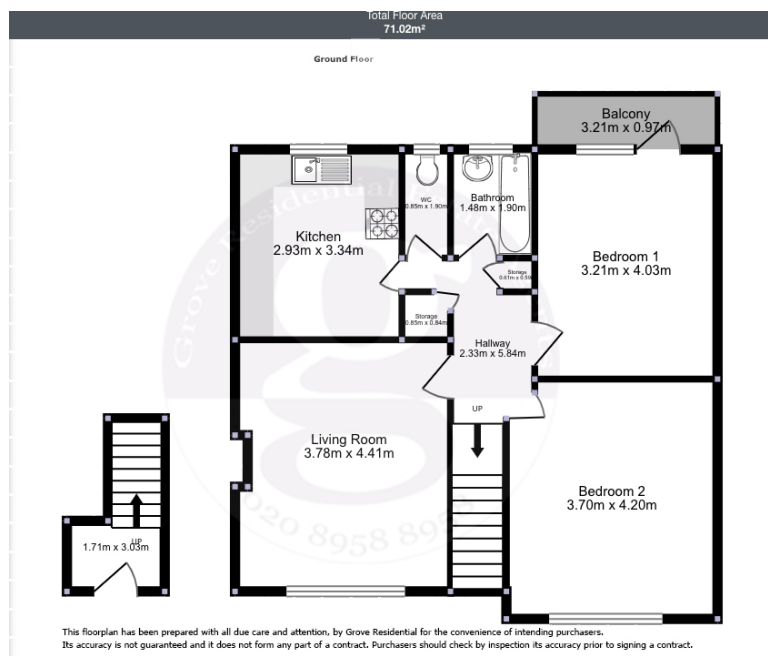 Total Floor Area
71.02m²
Ground Floor
Balcony
3.21m x 0.97m
Kitchen
2.93m x 3.34m
WC
0.85m x 1.90m
Bathroom
1.48m x 1.90m
Bedroom 1
3.21m x 4.03m
Storage
Storage
0.85m x 0.84m
Hallway
2.33m x 5.84m
Living Room
3.78m x 4.41m
UP
Bedroom 2
3.70m x 4.20m
UP
1.71m x 3.03m
Grove Residential
020 8958 8958
This floorplan has been prepared with all due care and attention, by Grove Residential for the convenience of intending purchasers.
Its accuracy is not guaranteed and it does not form any part of a contract. Purchasers should check by inspection its accuracy prior to signing a contract.